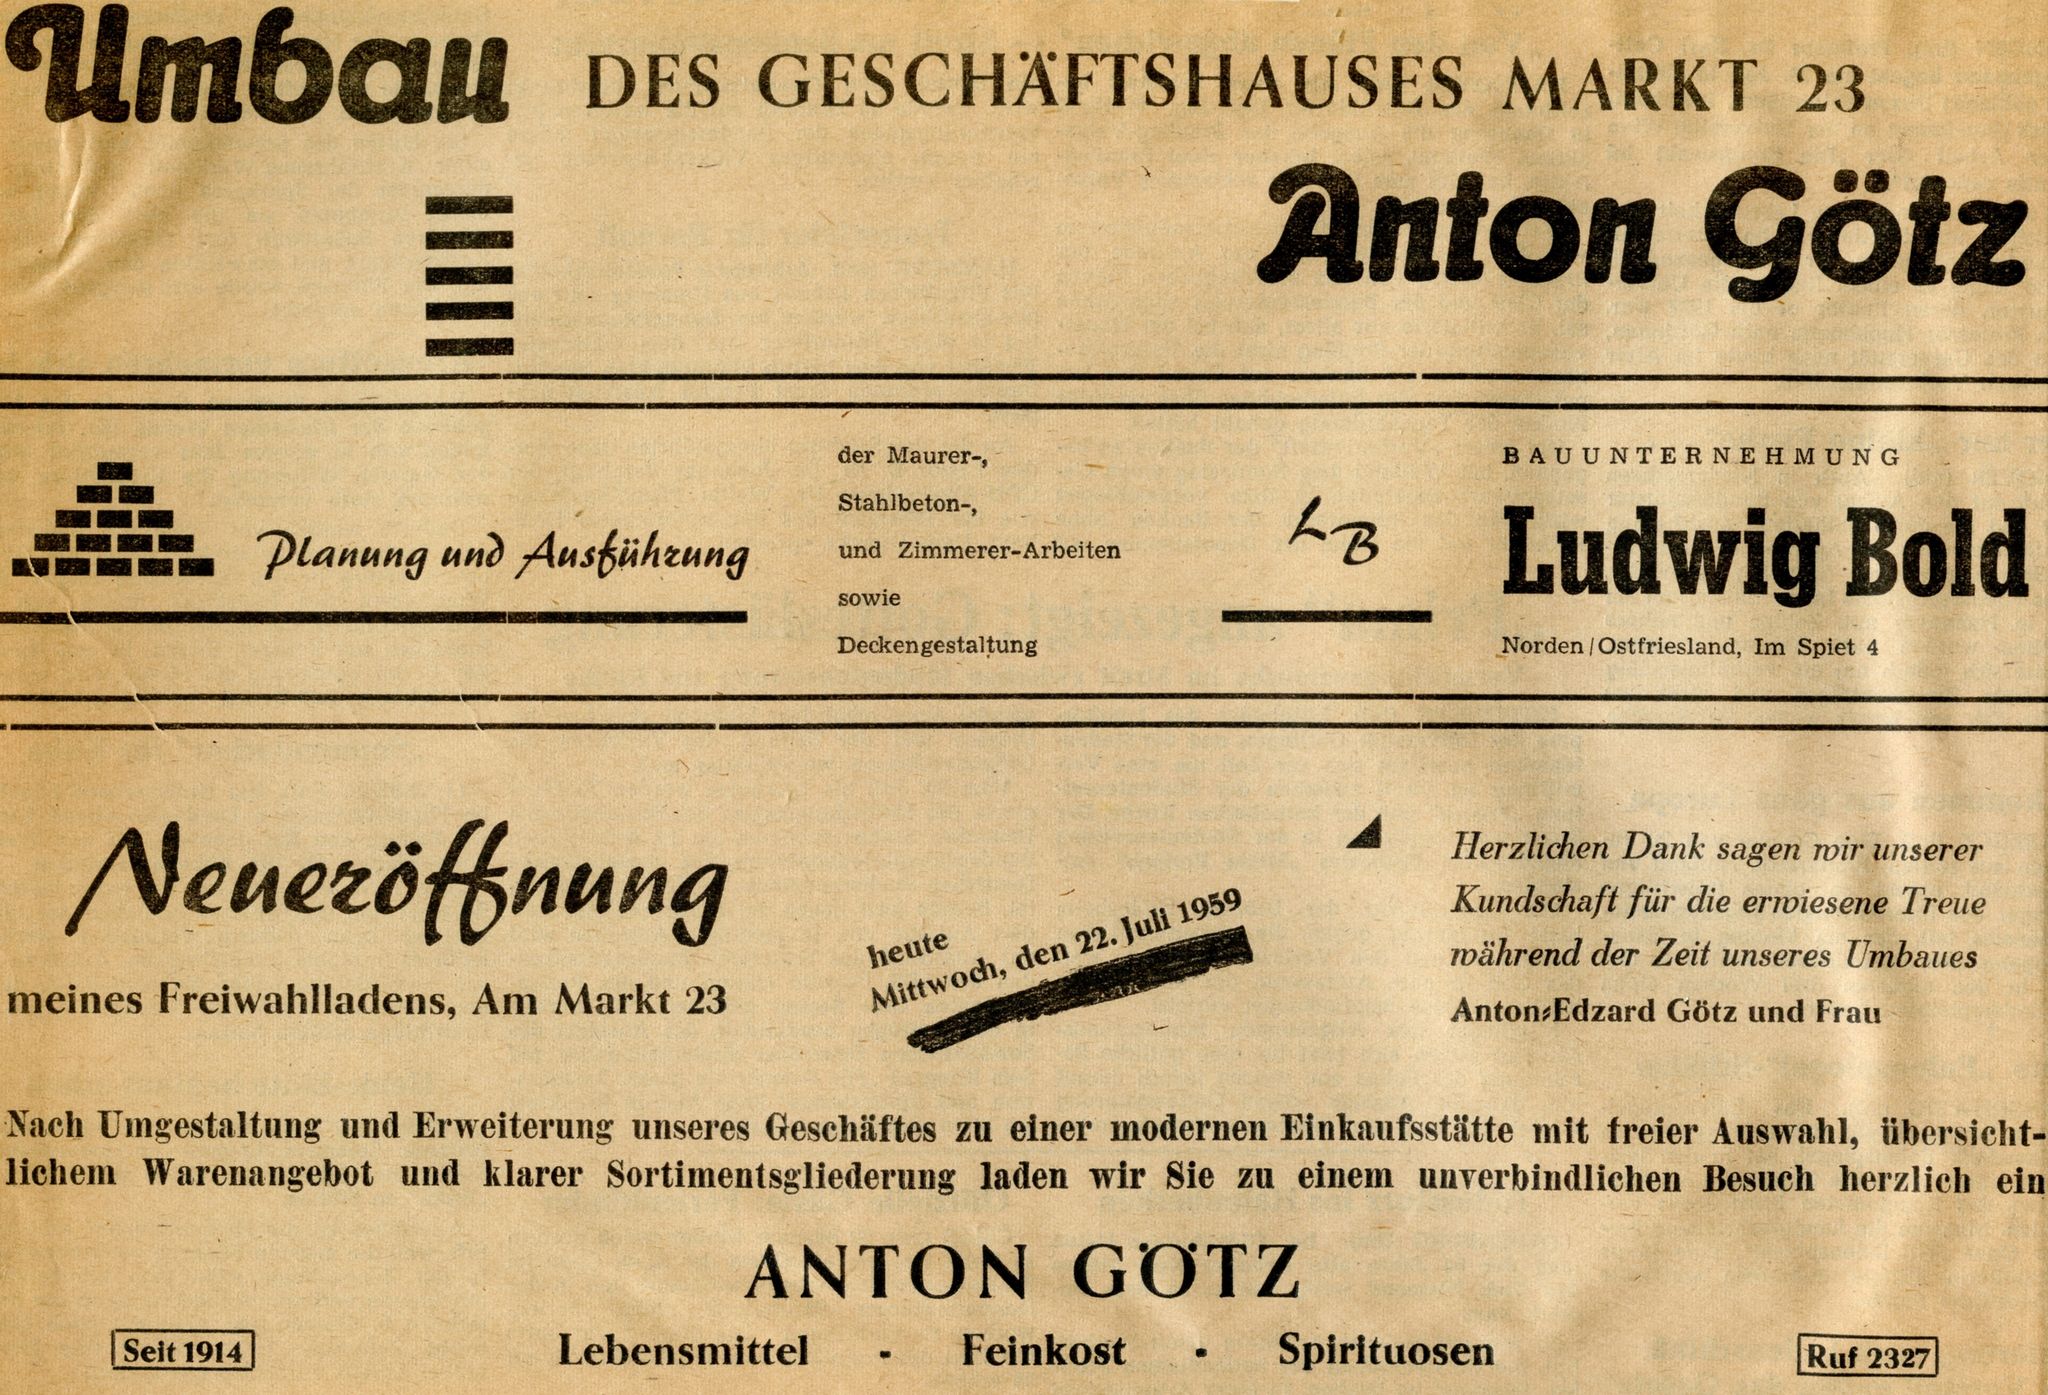 Umbau DES GESCHÄFTSHAUSES MARKT 23
Anton Götz
Planung und Ausführung
der Maurer-,
Stahlbeton-,
und Zimmerer-Arbeiten
sowie
Deckengestaltung
LB
BAUUNTERNEHMUNG
Ludwig Bold
Norden/Ostfriesland, Im Spiet 4
Neueröffnung
meines Freiwahlladens, Am Markt 23
heute
Mittwoch, den 22. Juli 1959
Herzlichen Dank sagen wir unserer
Kundschaft für die erwiesene Treue
während der Zeit unseres Umbaues
Anton-Edzard Götz und Frau
Nach Umgestaltung und Erweiterung unseres Geschäftes zu einer modernen Einkaufsstätte mit freier Auswahl, übersicht-
lichem Warenangebot und klarer Sortimentsgliederung laden wir Sie zu einem unverbindlichen Besuch herzlich ein
ANTON GÖTZ
Seit 1914
Lebensmittel - Feinkost - Spirituosen
Ruf 2327